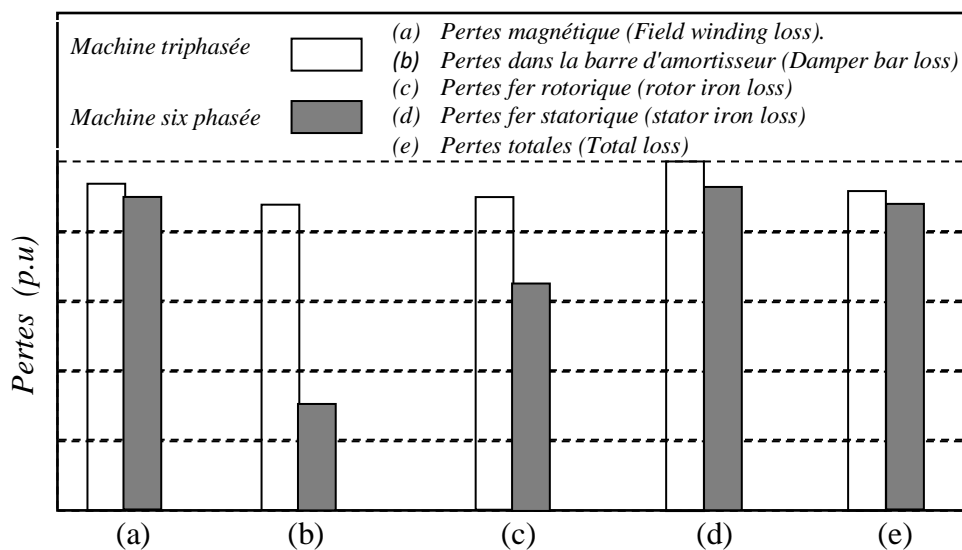 Machine triphasée
Machine six phasée
(a) Pertes magnétique (Field winding loss).
(b) Pertes dans la barre d'amortisseur (Damper bar loss)
(c) Pertes fer rotorique (rotor iron loss)
(d) Pertes fer statorique (stator iron loss)
(e) Pertes totales (Total loss)
Pertes (p.u)
(a) (b) (c) (d) (e)